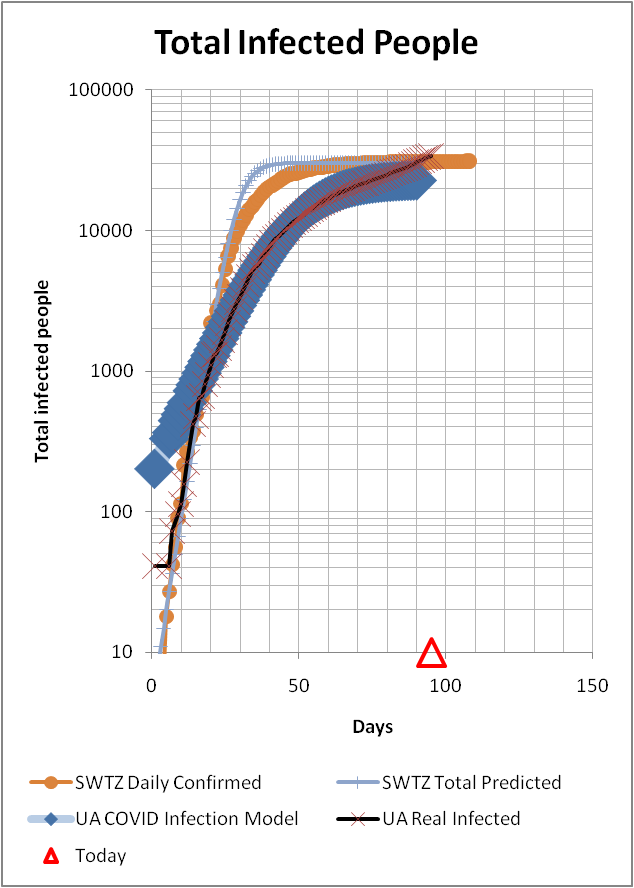 Total Infected People
100000
10000
1000
100
10
Total infected people
0 50 100 150
Days
SWTZ Daily Confirmed SWTZ Total Predicted
UA COVID Infection Model UA Real Infected
Today